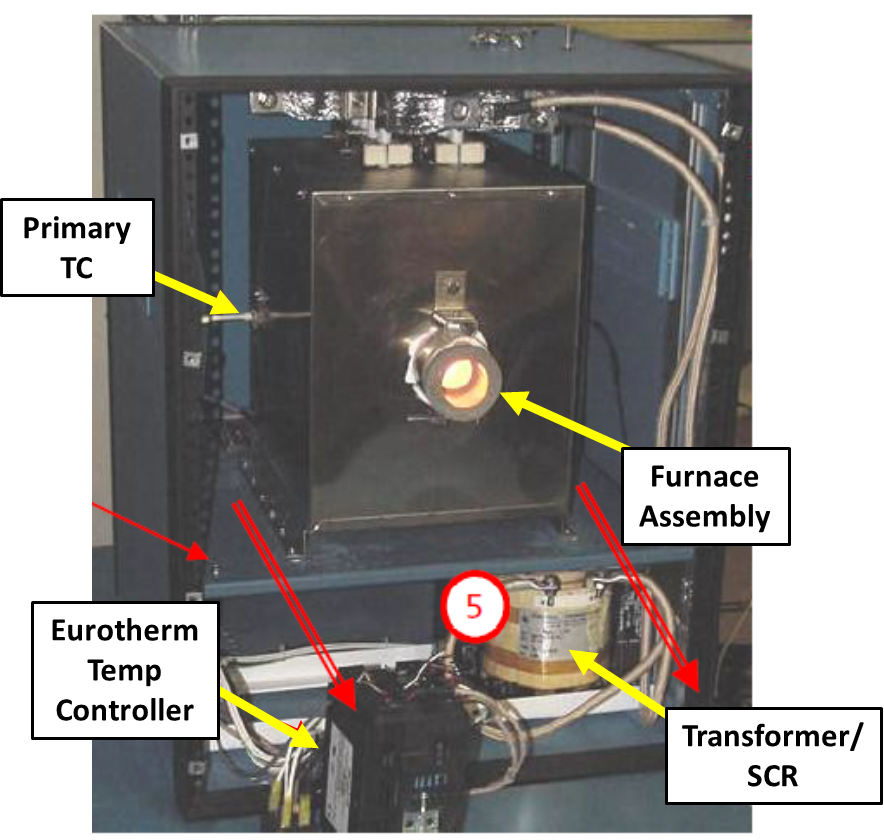 Primary
TC
Furnace
Assembly
5
Eurotherm
Temp
Controller
Transformer/
SCR